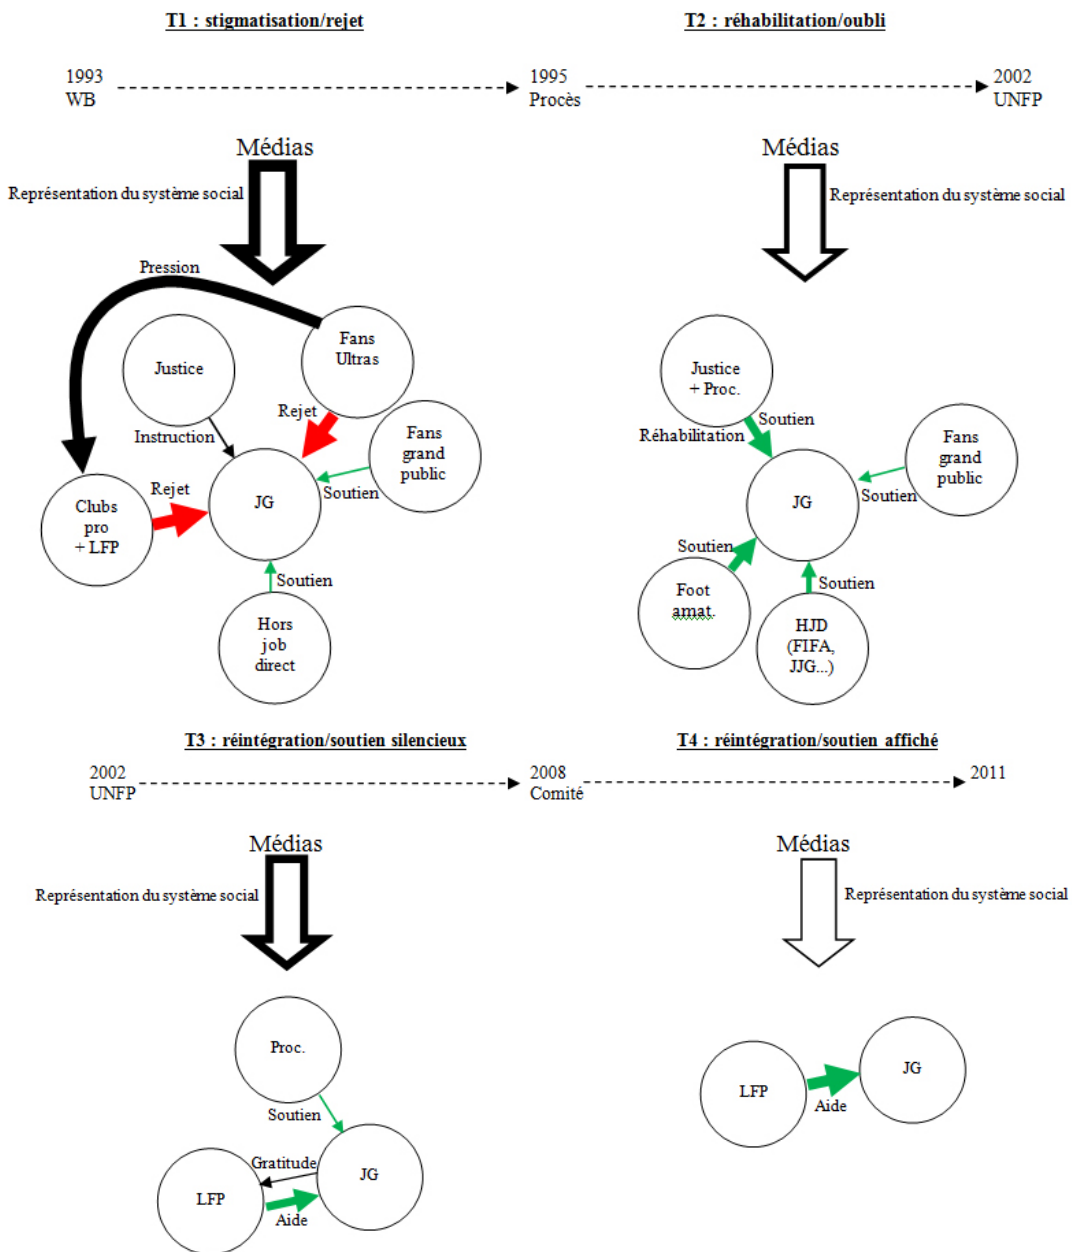 T1 : stigmatisation/rejet
T2 : réhabilitation/oubli
1993
WB
1995
Procès
2002
UNFP
Médias
Représentation du système social
Pression
Justice
Fans
Ultras
Instruction
Rejet
Fans
grand
public
Soutien
Rejet
Clubs
pro
+ LFP
JG
Soutien
Hors
job
direct
Médias
Représentation du système social
Justice
+ Proc.
Soutien
Réhabilitation
Fans
grand
public
Soutien
JG
Soutien
Foot
amat.
Soutien
HJD
(FIFA,
JJG...)
T3 : réintégration/soutien silencieux
T4 : réintégration/soutien affiché
2002
UNFP
2008
Comité
2011
Médias
Représentation du système social
Proc.
Soutien
Gratitude
JG
LFP
Aide
Médias
Représentation du système social
LFP
Aide
JG